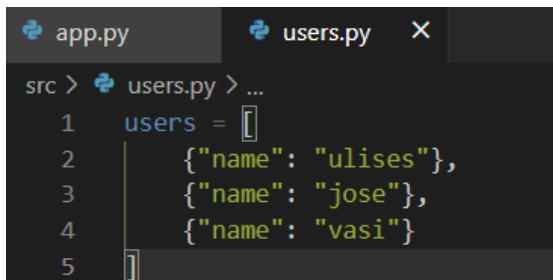 app.py users.py ×
src > users.py > ...
1 users = [
2     {"name": "ulises"},
3     {"name": "jose"},
4     {"name": "vasi"}
5 ]